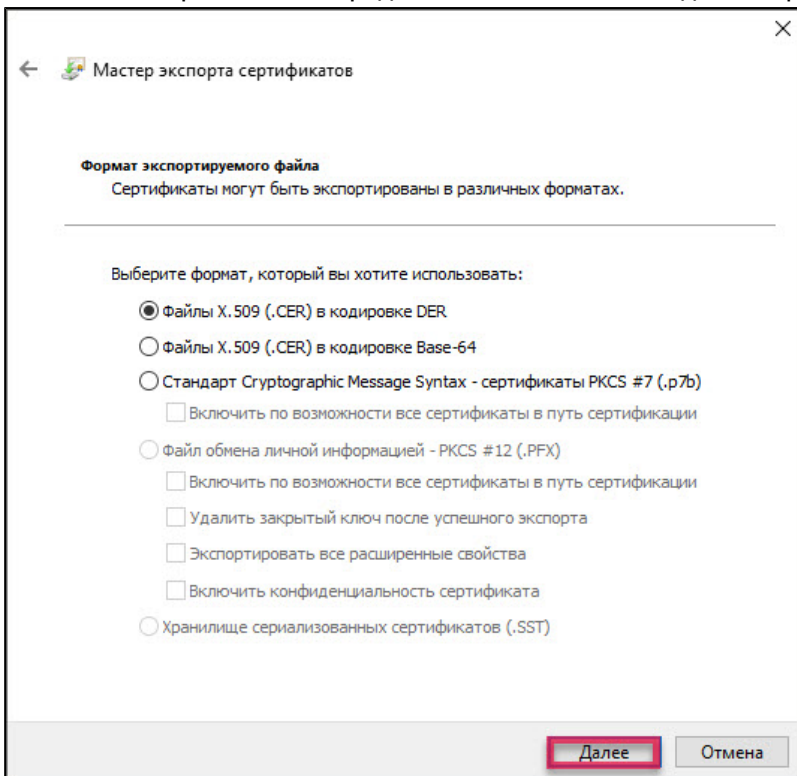 Мастер экспорта сертификатов
Формат экспортируемого файла
Сертификаты могут быть экспортированы в различных форматах.
Выберите формат, который вы хотите использовать:
Файлы X.509 (.CER) в кодировке DER
Файлы X.509 (.CER) в кодировке Base-64
Стандарт Cryptographic Message Syntax - сертификаты PKCS #7 (.p7b)
Включить по возможности все сертификаты в путь сертификации
Файл обмена личной информацией - PKCS #12 (.PFX)
Включить по возможности все сертификаты в путь сертификации
Удалить закрытый ключ после успешного экспорта
Экспортировать все расширенные свойства
Включить конфиденциальность сертификата
Хранилище сериализованных сертификатов (.SST)
Далее Отмена